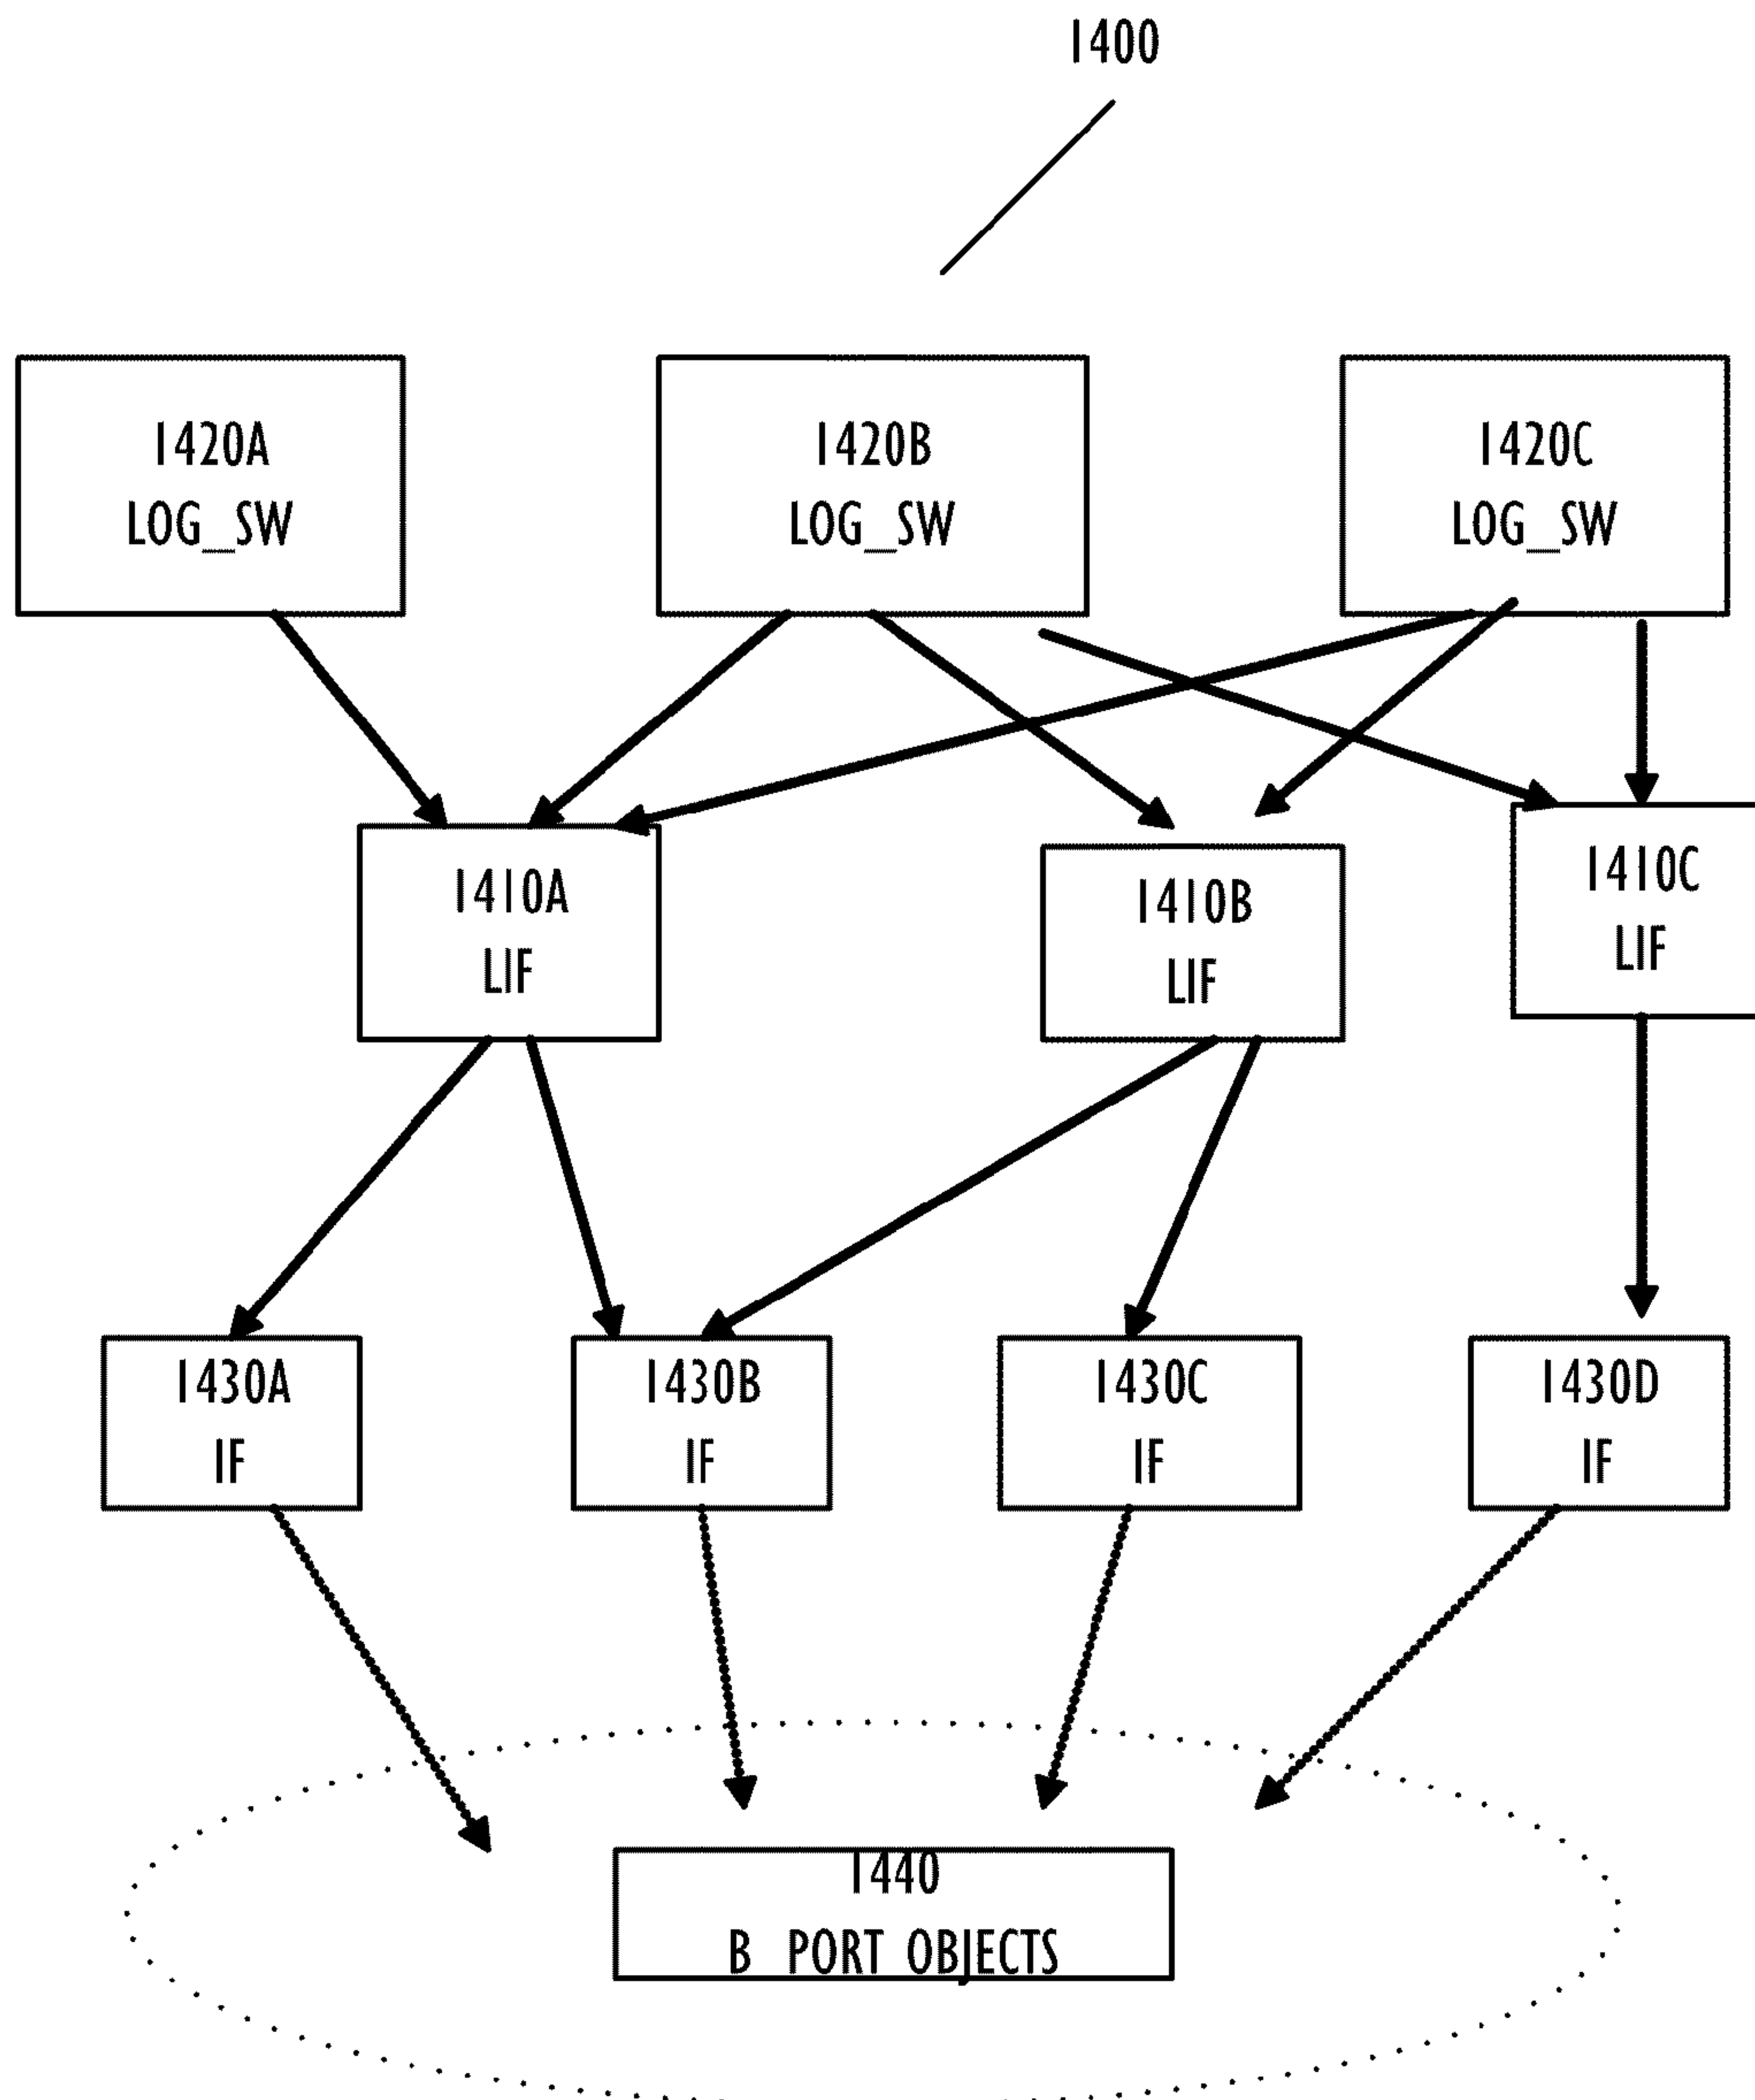 1400
1420A
LOG_SW
1420B
LOG_SW
1420C
LOG_SW
1410A
LIF
1410B
LIF
1410C
LIF
1430A
IF
1430B
IF
1430C
IF
1430D
IF
1440
B PORT OBJECTS